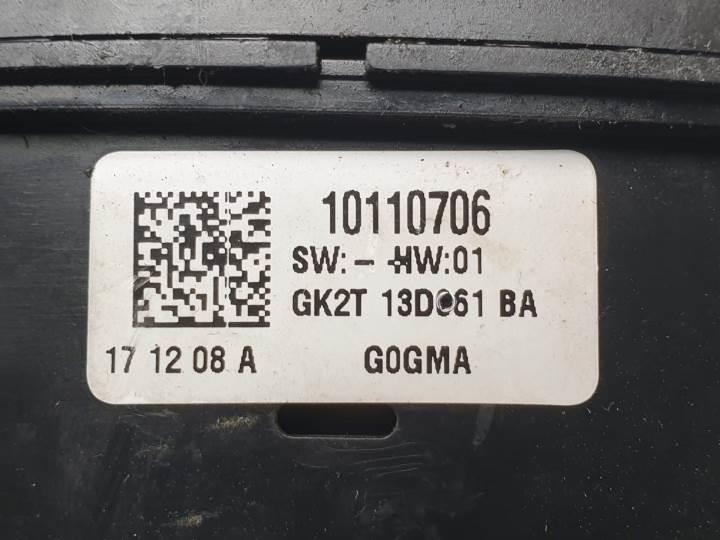 10110706
SW:- HW:01
GK2T 13D061 BA
17 12 08 A
G0GMA